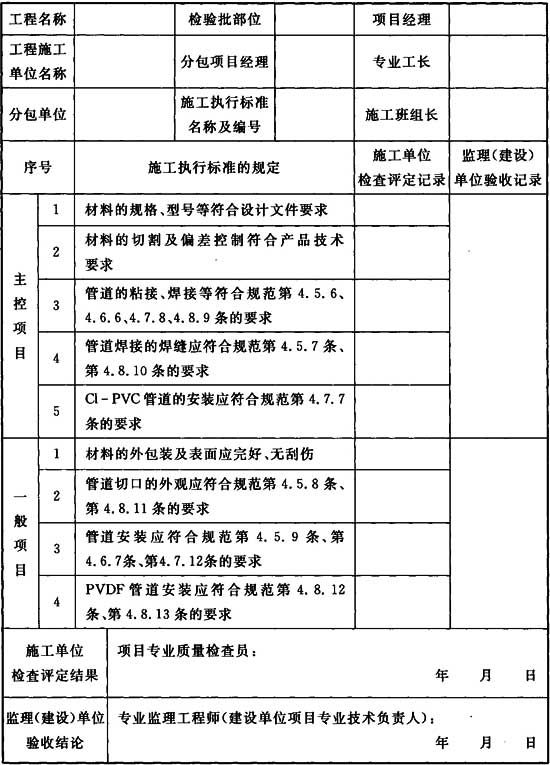 工程名称 检验批部位 项目经理
工程施工
单位名称 分包项目经理 专业工长
分包单位 施工执行标准
名称及编号 施工班组长
序号 施工执行标准的规定 施工单位
检查评定记录 监理(建设)
单位验收记录
主控项目
1 材料的规格、型号等符合设计文件要求
2 材料的切割及偏差控制符合产品技术
要求
3 管道的粘接、焊接等符合规范第 4.5.6、
4.6.6、4.7.8、4.8.9 条的要求
4 管道焊接的焊缝应符合规范第 4.5.7 条、
第 4.8.10 条的要求
5 Cl-PVC 管道的安装应符合规范第 4.7.7
条的要求
一般项目
1 材料的外包装及表面应完好、无刮伤
2 管道切口的外观应符合规范第 4.5.8 条、
第 4.8.11 条的要求
3 管道安装应符合规范第 4.5.9 条、第
4.6.7条、第4.7.12条的要求
4 PVDF 管道安装应符合规范第 4.8.12
条、第 4.8.13 条的要求
施工单位
检查评定结果
项目专业质量检查员：
年 月 日
监理(建设)单位
验收结论
专业监理工程师(建设单位项目专业技术负责人)：
年 月 日